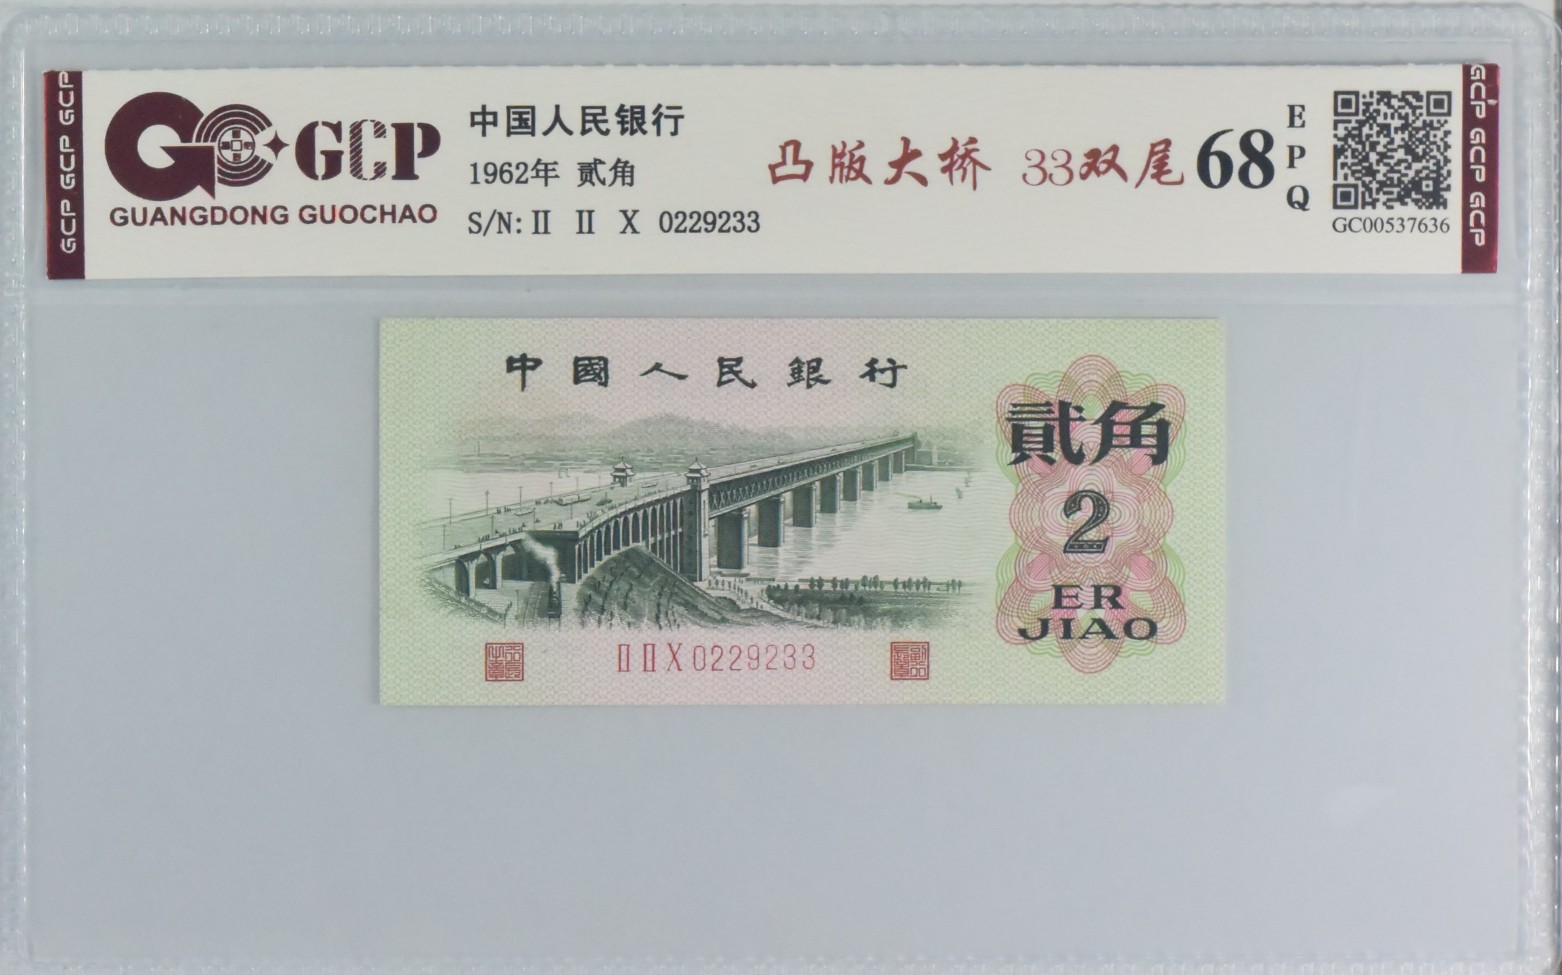 GCP GCP GCP
GCP
GUANGDONG GUOCHAO
中国人民银行
1962年 贰角
S/N: II II X 0229233
凸版大桥 33双尾 68
EPQ
GC00537636
GCP GCP GCP
中國人民銀行
貳角
2
ER
JIAO
II II X 0229233